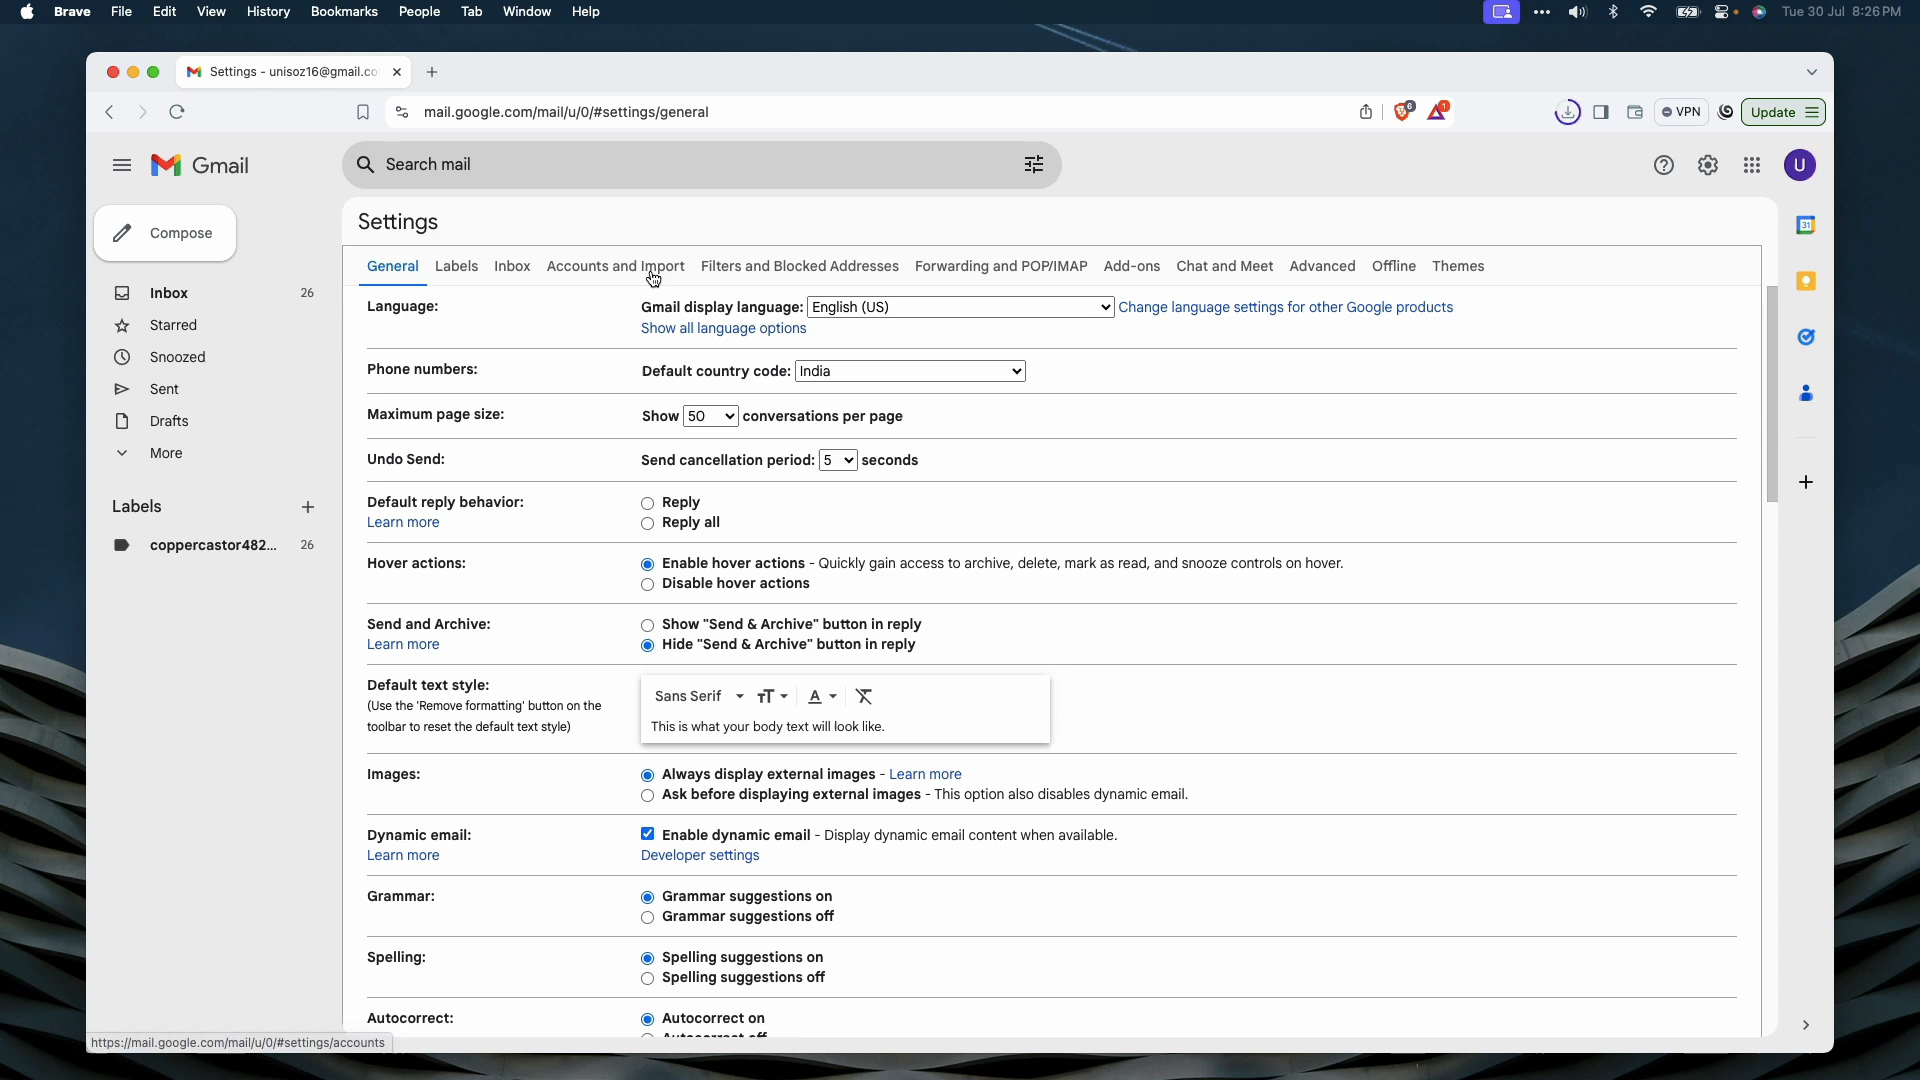 Brave File Edit View History Bookmarks People Tab Window Help Tue 30 Jul 8:26 PM
Settings - unisoz16@gmail.co
mail.google.com/mail/u/0/#settings/general 6 1 VPN Update
Gmail Search mail U
Compose
Inbox 26
Starred
Snoozed
Sent
Drafts
More
Labels
coppercastor482... 26
Settings
General Labels Inbox Accounts and Import Filters and Blocked Addresses Forwarding and POP/IMAP Add-ons Chat and Meet Advanced Offline Themes
Language: Gmail display language: English (US) Change language settings for other Google products
Show all language options
Phone numbers: Default country code: India
Maximum page size: Show 50 conversations per page
Undo Send: Send cancellation period: 5 seconds
Default reply behavior: Reply
Learn more Reply all
Hover actions: Enable hover actions - Quickly gain access to archive, delete, mark as read, and snooze controls on hover.
Disable hover actions
Send and Archive: Show "Send & Archive" button in reply
Learn more Hide "Send & Archive" button in reply
Default text style: Sans Serif
(Use the 'Remove formatting' button on the
toolbar to reset the default text style) This is what your body text will look like.
Images: Always display external images - Learn more
Ask before displaying external images - This option also disables dynamic email.
Dynamic email: Enable dynamic email - Display dynamic email content when available.
Learn more Developer settings
Grammar: Grammar suggestions on
Grammar suggestions off
Spelling: Spelling suggestions on
Spelling suggestions off
Autocorrect: Autocorrect on
Autocorrect off
31
https://mail.google.com/mail/u/0/#settings/accounts